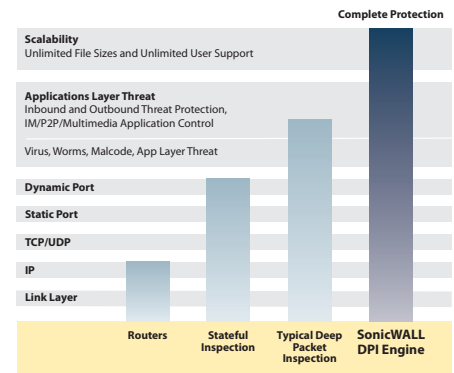 Complete Protection
Scalability
Unlimited File Sizes and Unlimited User Support
Applications Layer Threat
Inbound and Outbound Threat Protection,
IM/P2P/Multimedia Application Control
Virus, Worms, Malcode, App Layer Threat
Dynamic Port
Static Port
TCP/UDP
IP
Link Layer
Routers
Stateful
Inspection
Typical Deep
Packet
Inspection
SonicWALL
DPI Engine